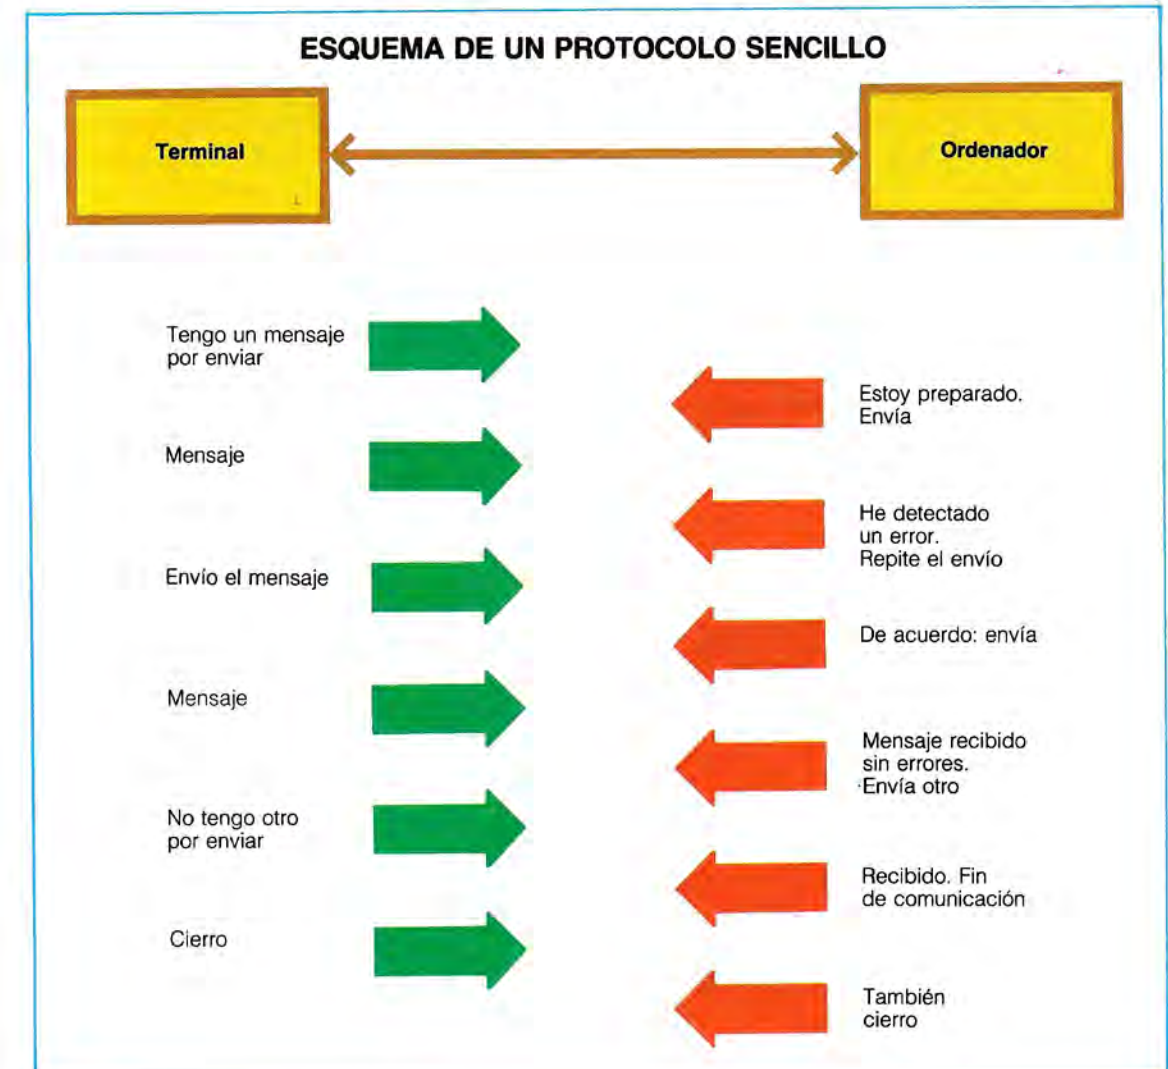 ESQUEMA DE UN PROTOCOLO SENCILLO
Terminal
Ordenador
Tengo un mensaje
por enviar
Estoy preparado.
Envía
Mensaje
He detectado
un error.
Repite el envío
Envío el mensaje
De acuerdo: envía
Mensaje
Mensaje recibido
sin errores.
Envía otro
No tengo otro
por enviar
Recibido. Fin
de comunicación
Cierro
También
cierro